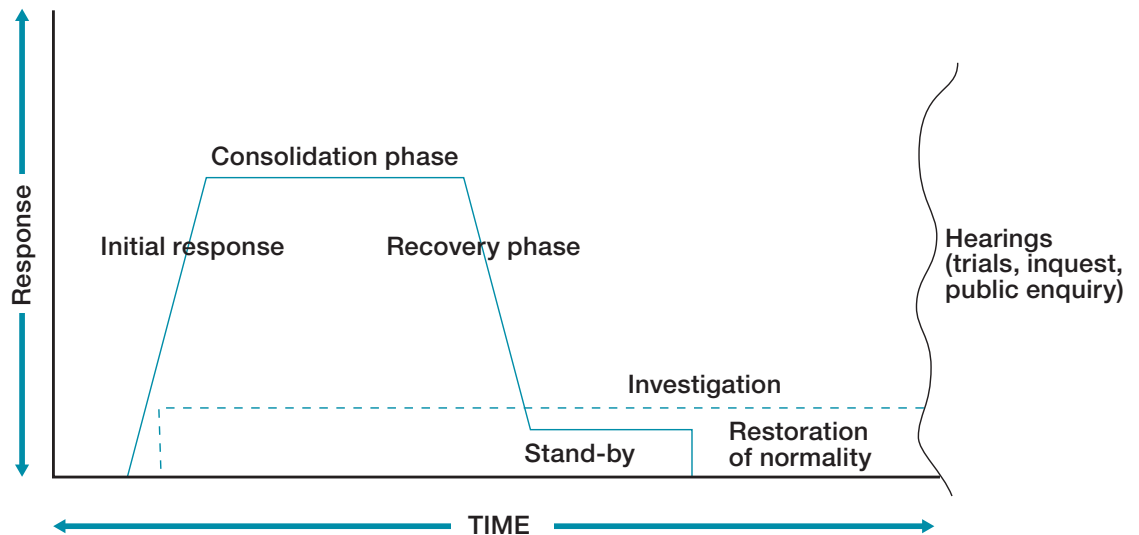 Response
Consolidation phase
Initial response
Recovery phase
Hearings
(trials, inquest,
public enquiry)
Investigation
Stand-by
Restoration
of normality
TIME